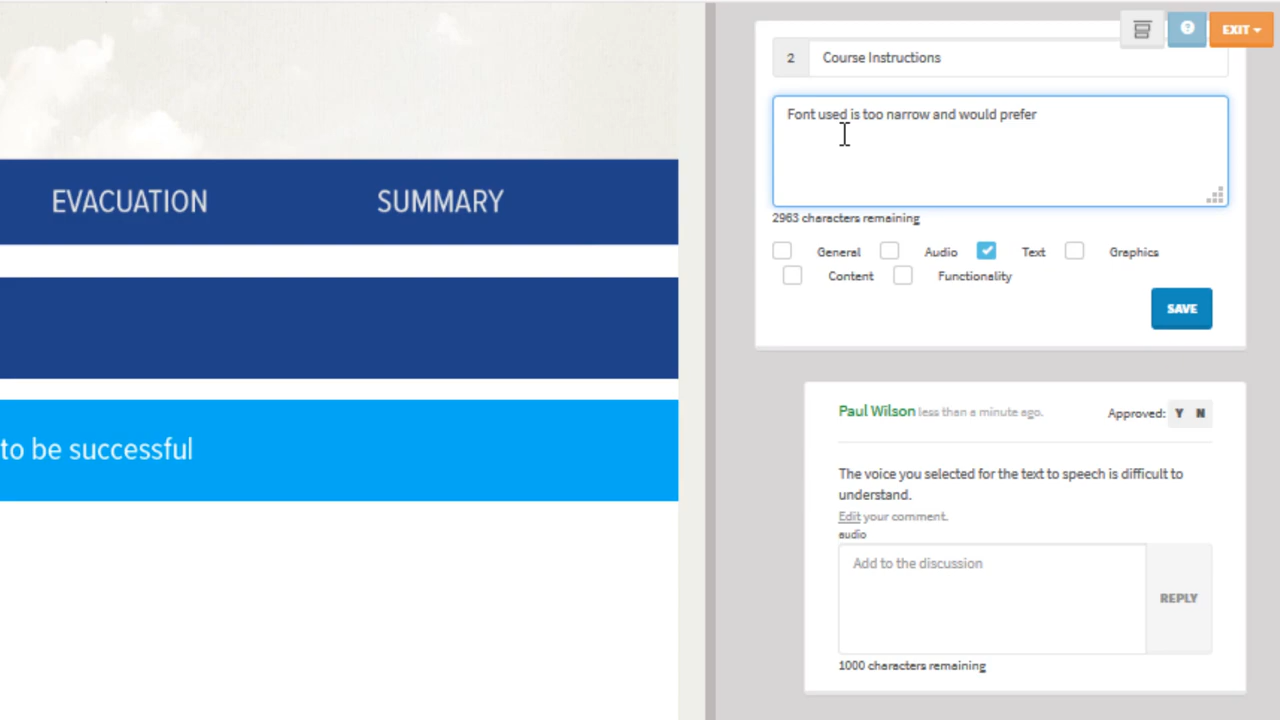 EXIT
2 Course Instructions
Font used is too narrow and would prefer
2963 characters remaining
General Audio Text Graphics
Content Functionality
SAVE
EVACUATION SUMMARY
to be successful
Paul Wilson less than a minute ago. Approved: Y N
The voice you selected for the text to speech is difficult to
understand.
Edit your comment.
audio
Add to the discussion
REPLY
1000 characters remaining